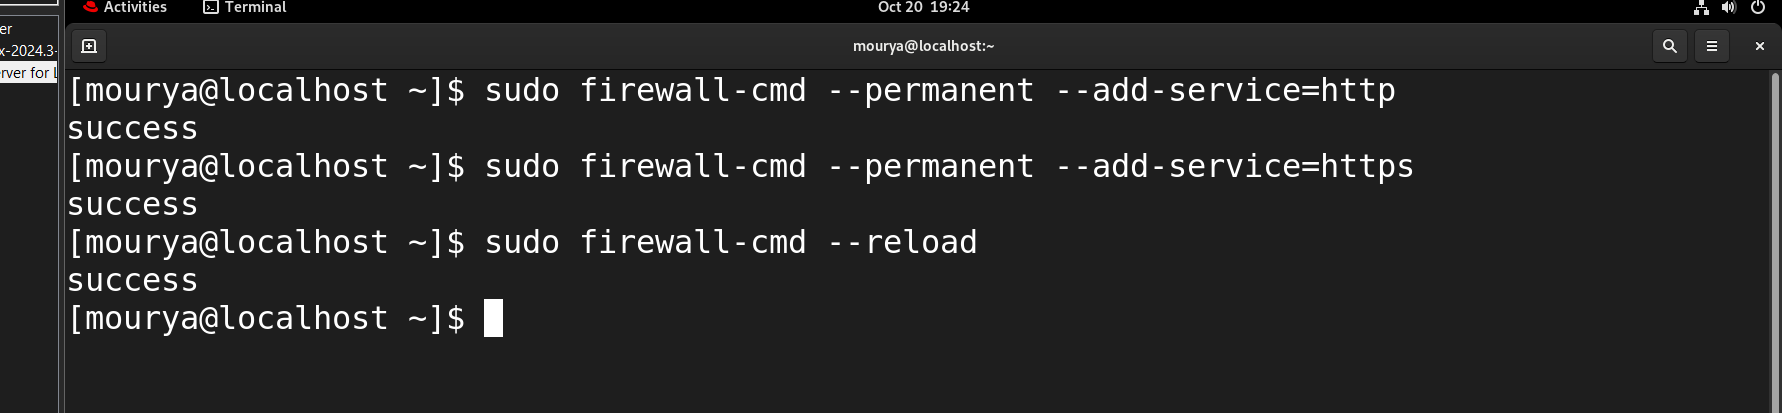 Activities Terminal Oct 20 19:24
er
x-2024.3-
erver for L
mourya@localhost:~
[mourya@localhost ~]$ sudo firewall-cmd --permanent --add-service=http
success
[mourya@localhost ~]$ sudo firewall-cmd --permanent --add-service=https
success
[mourya@localhost ~]$ sudo firewall-cmd --reload
success
[mourya@localhost ~]$